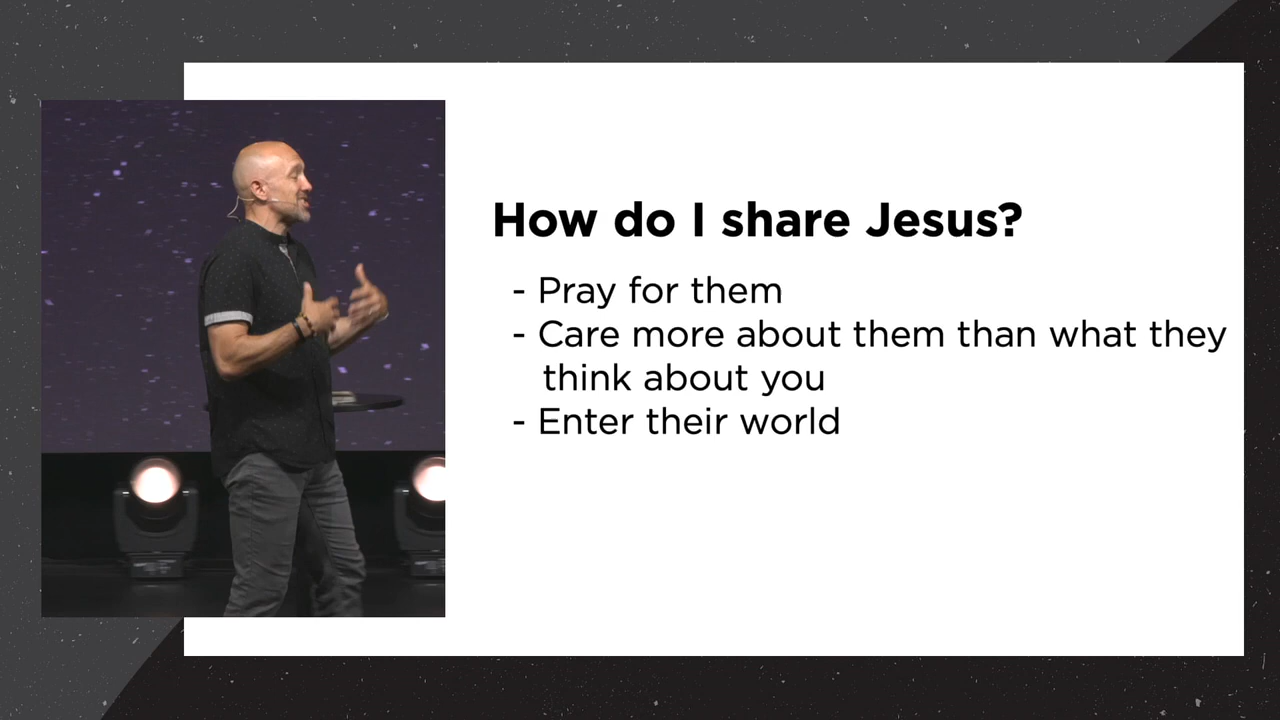 How do I share Jesus?
- Pray for them
- Care more about them than what they
think about you
- Enter their world